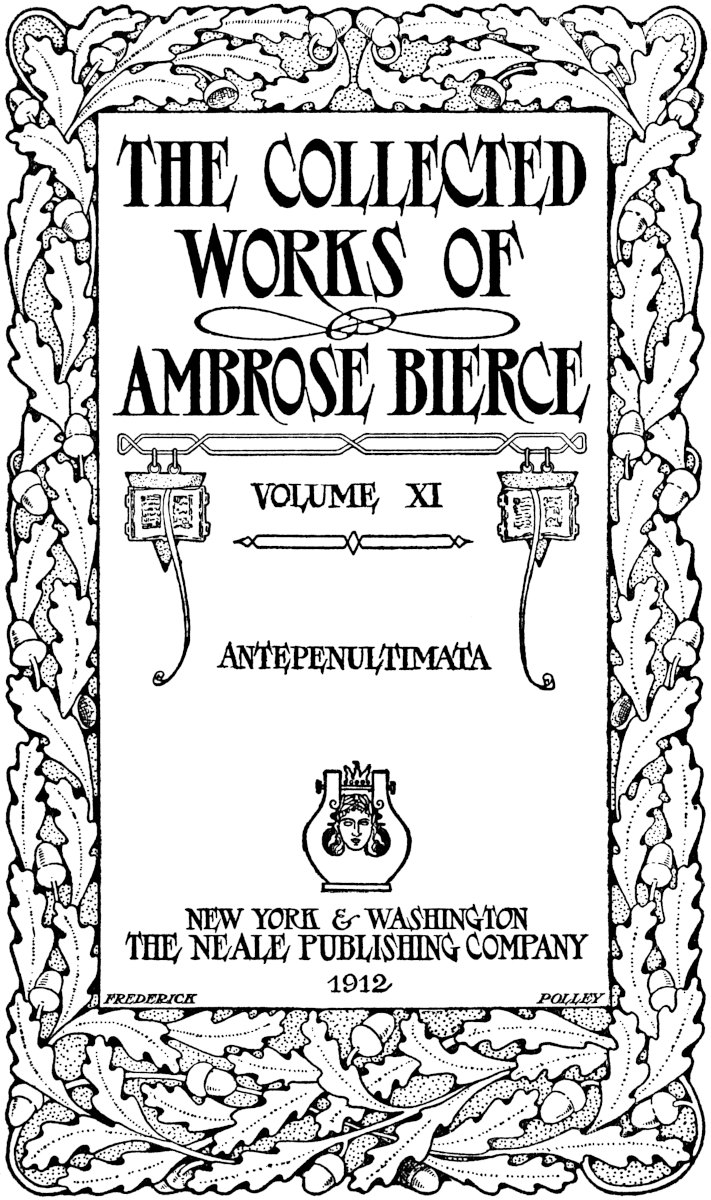 THE COLLECTED
WORKS OF
AMBROSE BIERCE
VOLUME XI
ANTEPENULTIMATA
NEW YORK & WASHINGTON
THE NEALE PUBLISHING COMPANY
1912
FREDERICK POLLEY